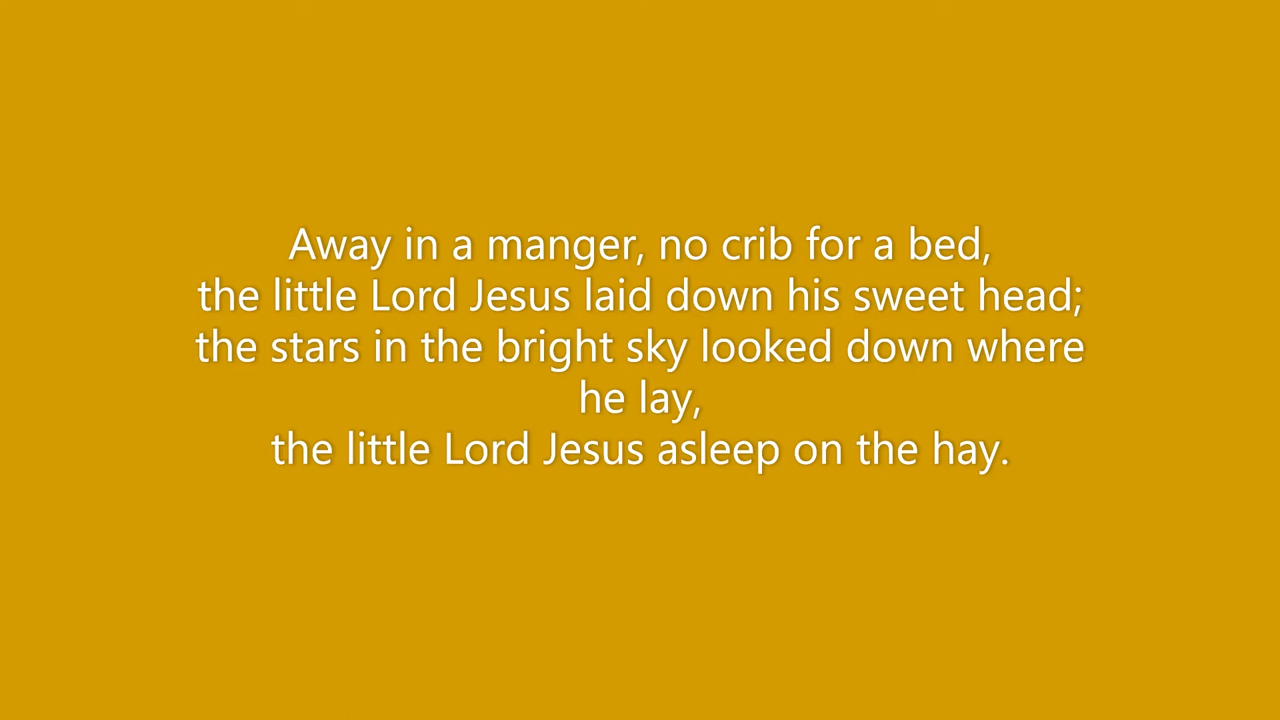 Away in a manger, no crib for a bed,
the little Lord Jesus laid down his sweet head;
the stars in the bright sky looked down where
he lay,
the little Lord Jesus asleep on the hay.